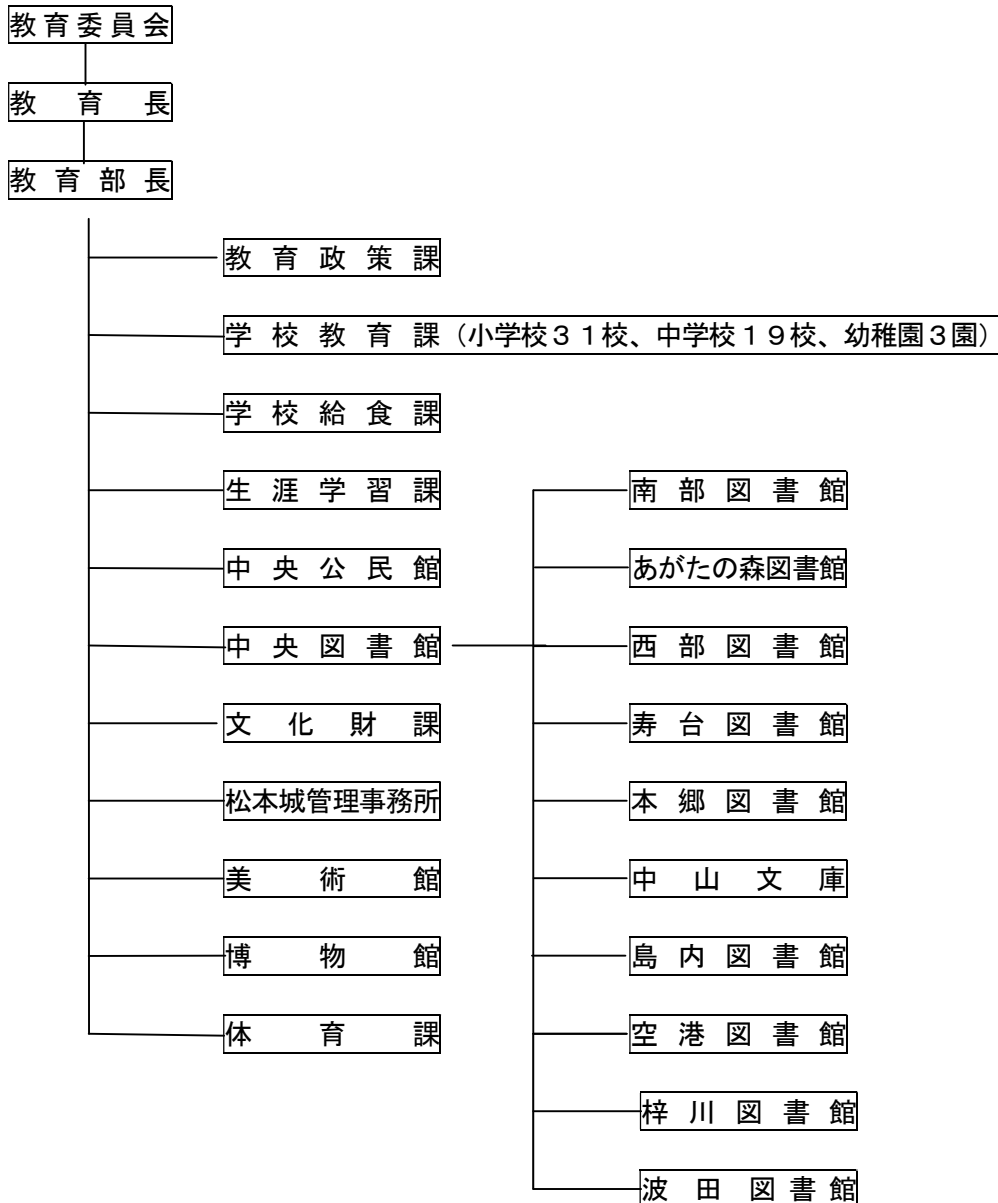 教育委員会
教育長
教育部長
教育政策課
学校教育課（小学校３１校、中学校１９校、幼稚園３園）
学校給食課
生涯学習課
中央公民館
中央図書館
文化財課
松本城管理事務所
美術館
博物館
体育課
南部図書館
あがたの森図書館
西部図書館
寿台図書館
本郷図書館
中山文庫
島内図書館
空港図書館
梓川図書館
波田図書館